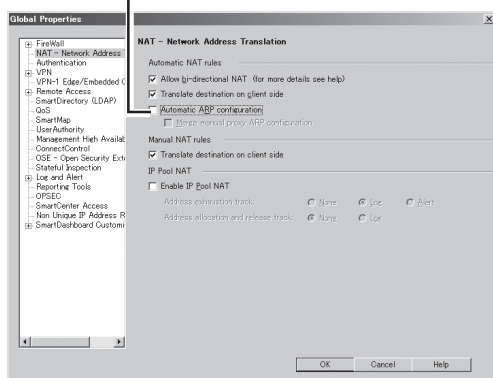 Global Properties
FireWall
NAT - Network Address
Authentication
VPN
VPN-1 Edge/Embedded C
Remote Access
SmartDirectory (LDAP)
QoS
SmartMap
UserAuthority
Management High Availab
ConnectControl
OSE - Open Security Exte
Stateful Inspection
Log and Alert
Reporting Tools
OPSEC
SmartCenter Access
Non Unique IP Address R
SmartDashboard Customi
NAT - Network Address Translation
Automatic NAT rules
Allow bi-directional NAT (for more details see help)
Translate destination on client side
Automatic ARP configuration
Merge manual proxy ARP configuration
Manual NAT rules
Translate destination on client side
IP Pool NAT
Enable IP Pool NAT
Address exhaustion track: None Log Alert
Address allocation and release track: None Log
OK Cancel Help